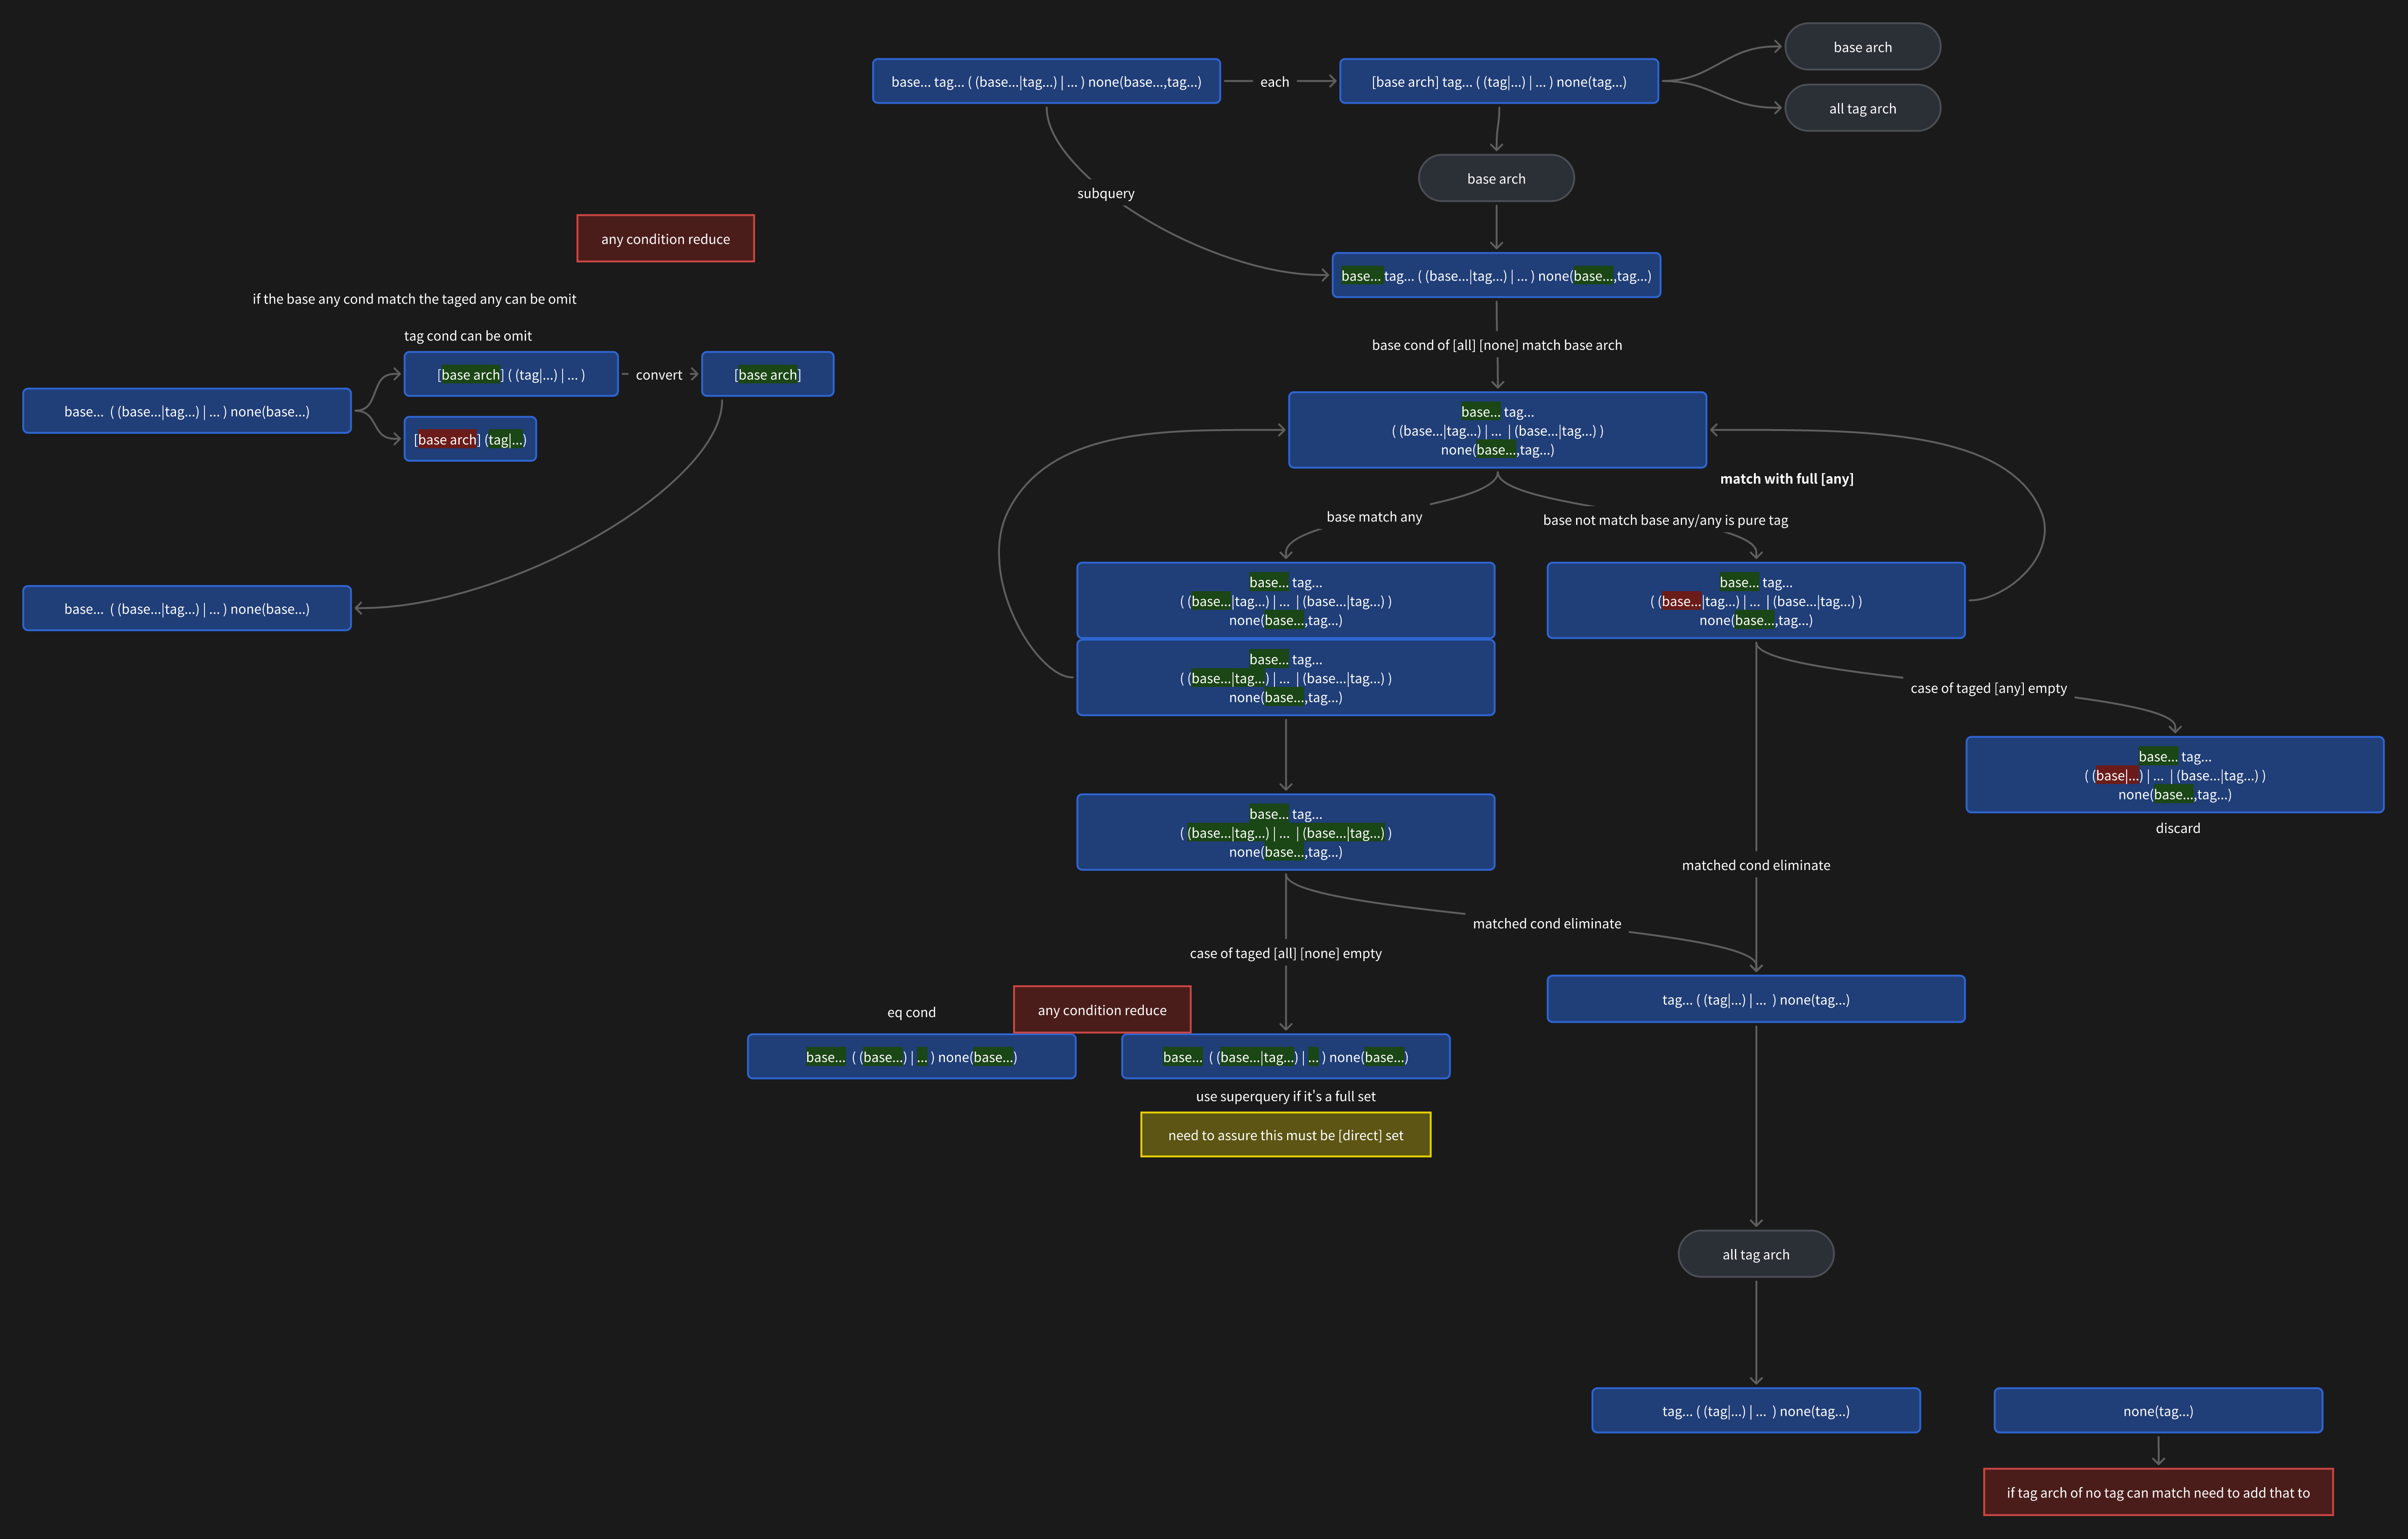 base arch
base... tag... ( (base...|tag...) | ... ) none(base...,tag...)
each
[base arch] tag... ( (tag|...) | ... ) none(tag...)
all tag arch
base arch
subquery
any condition reduce
base... tag... ( (base...|tag...) | ... ) none(base...,tag...)
if the base any cond match the taged any can be omit
tag cond can be omit
base cond of [all] [none] match base arch
[base arch] ( (tag|...) | ... )
convert
[base arch]
base... ( (base...|tag...) | ... ) none(base...)
[base arch] (tag|...)
base... tag...
( (base...|tag...) | ... | (base...|tag...) )
none(base...,tag...)
match with full [any]
base match any
base not match base any/any is pure tag
base... ( (base...|tag...) | ... ) none(base...)
base... tag...
( (base...|tag...) | ... | (base...|tag...) )
none(base...,tag...)
base... tag...
( (base...|tag...) | ... | (base...|tag...) )
none(base...,tag...)
base... tag...
( (base...|tag...) | ... | (base...|tag...) )
none(base...,tag...)
case of taged [any] empty
base... tag...
( (base|...) | ... | (base...|tag...) )
none(base...,tag...)
discard
base... tag...
( (base...|tag...) | ... | (base...|tag...) )
none(base...,tag...)
matched cond eliminate
matched cond eliminate
case of taged [all] [none] empty
eq cond
any condition reduce
tag... ( (tag|...) | ... ) none(tag...)
base... ( (base...) | ... ) none(base...)
base... ( (base...|tag...) | ... ) none(base...)
use superquery if it's a full set
need to assure this must be [direct] set
all tag arch
tag... ( (tag|...) | ... ) none(tag...)
none(tag...)
if tag arch of no tag can match need to add that to